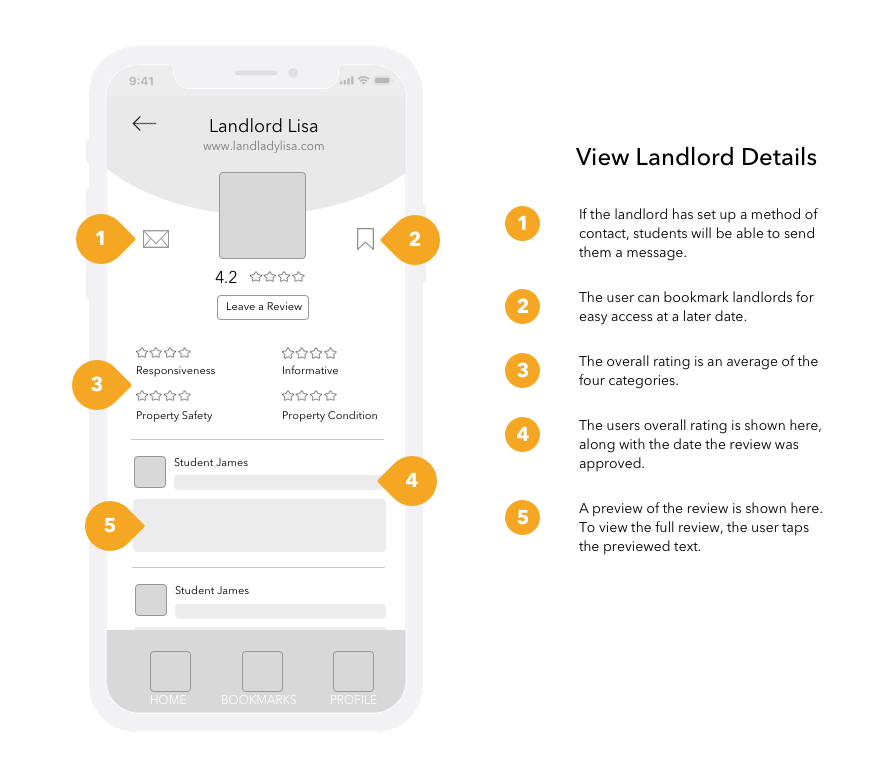 9:41
Landlord Lisa
www.landladylisa.com
1
2
4.2
Leave a Review
Responsiveness
Informative
3
Property Safety
Property Condition
Student James
4
5
Student James
HOME
BOOKMARKS
PROFILE
View Landlord Details
1
If the landlord has set up a method of
contact, students will be able to send
them a message.
2
The user can bookmark landlords for
easy access at a later date.
3
The overall rating is an average of the
four categories.
4
The users overall rating is shown here,
along with the date the review was
approved.
5
A preview of the review is shown here.
To view the full review, the user taps
the previewed text.